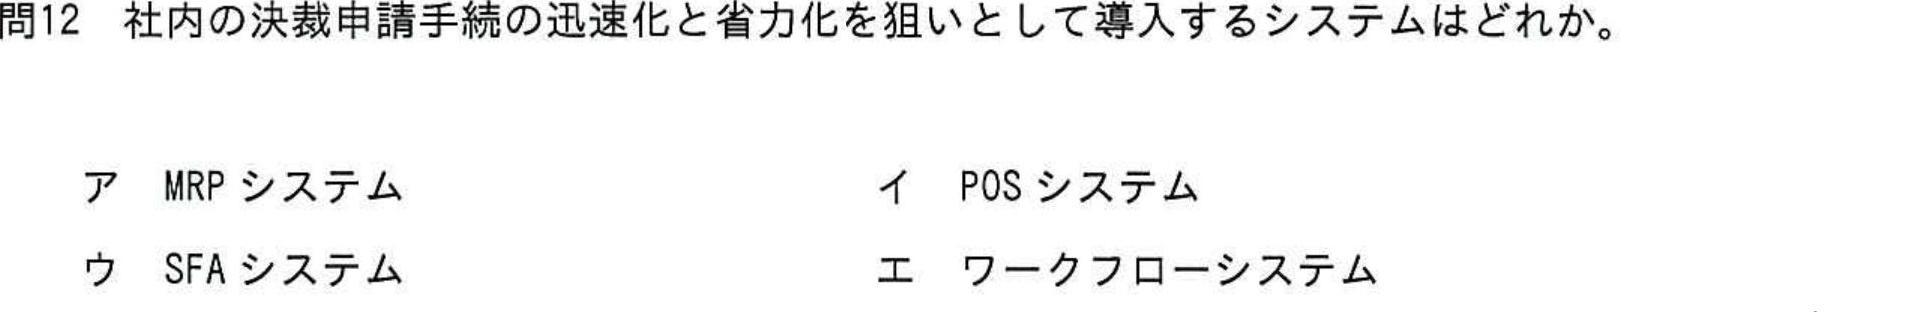 問12 社内の決裁申請手続の迅速化と省力化を狙いとして導入するシステムはどれか。
ア MRP システム イ POS システム
ウ SFA システム エ ワークフローシステム